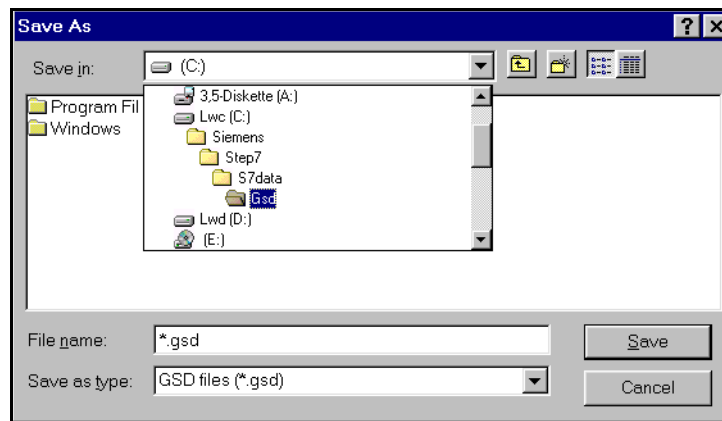 Save As
Save in:
(C:)
Program Fil
Windows
3,5-Diskette (A:)
Lwc (C:)
Siemens
Step7
S7data
Gsd
Lwd (D:)
(E:)
File name:
*.gsd
Save
Save as type:
GSD files (*.gsd)
Cancel